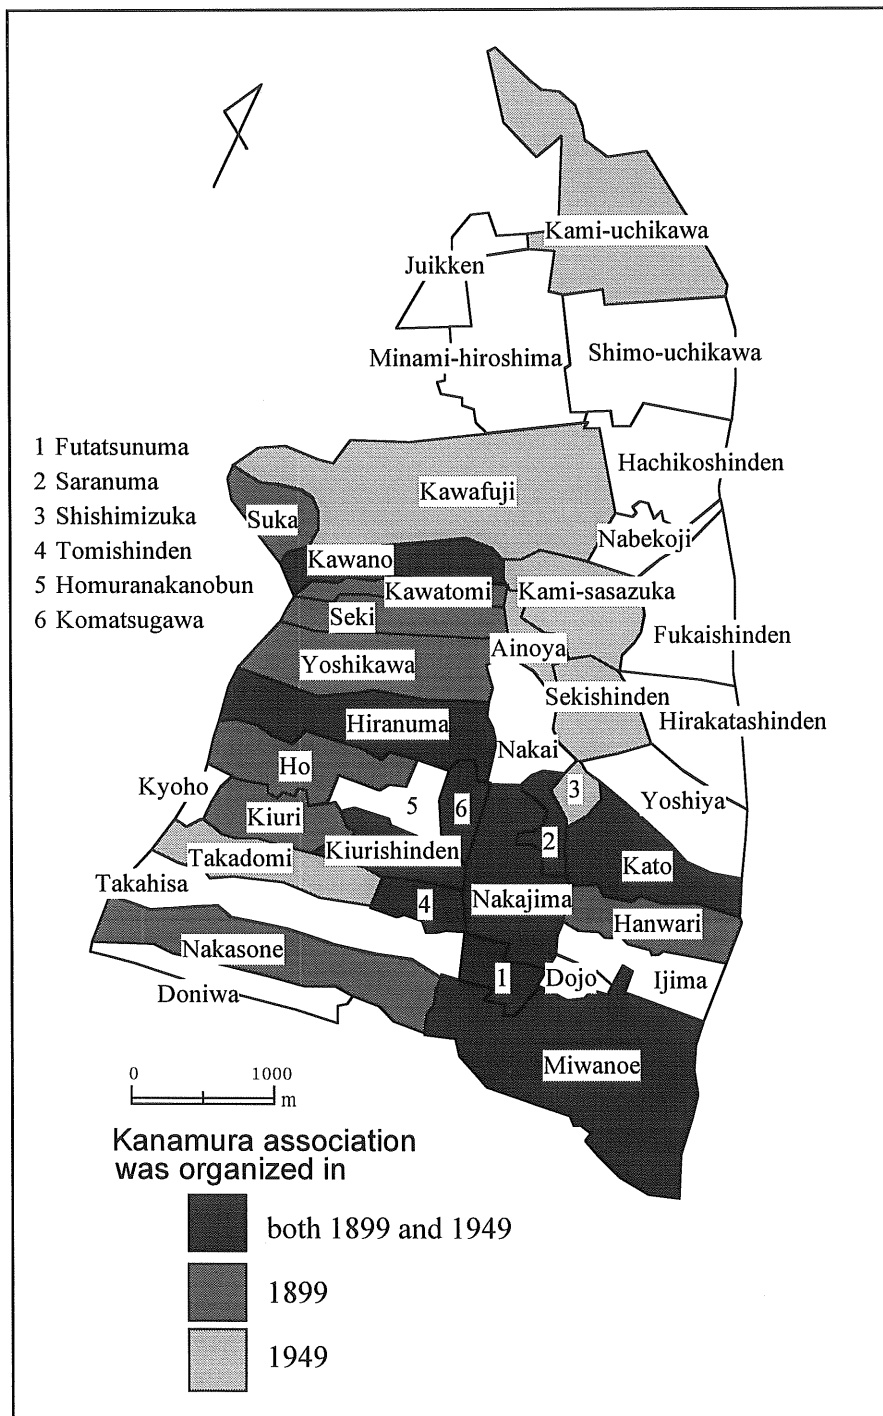 Kami-uchikawa
Juikken
Minami-hiroshima
Shimo-uchikawa
1 Futatsunuma
2 Saranuma
3 Shishimizuka
4 Tomishinden
5 Homuranakanobun
6 Komatsugawa
Hachikoshinden
Kawafuji
Suka
Nabekoji
Kawano
Kawatomi
Kami-sasazuka
Seki
Fukaishinden
Ainoya
Yoshikawa
Sekishinden
Hirakatashinden
Hiranuma
Nakai
Ho
Kyoho
3
Yoshiya
5
6
Kiuri
2
Kiurishinden
Takadomi
Kato
Takahisa
4
Nakajima
Hanwari
Nakasone
1
Dojo
Ijima
Doniwa
Miwanoe
0 1000
m
Kanamura association
was organized in
both 1899 and 1949
1899
1949